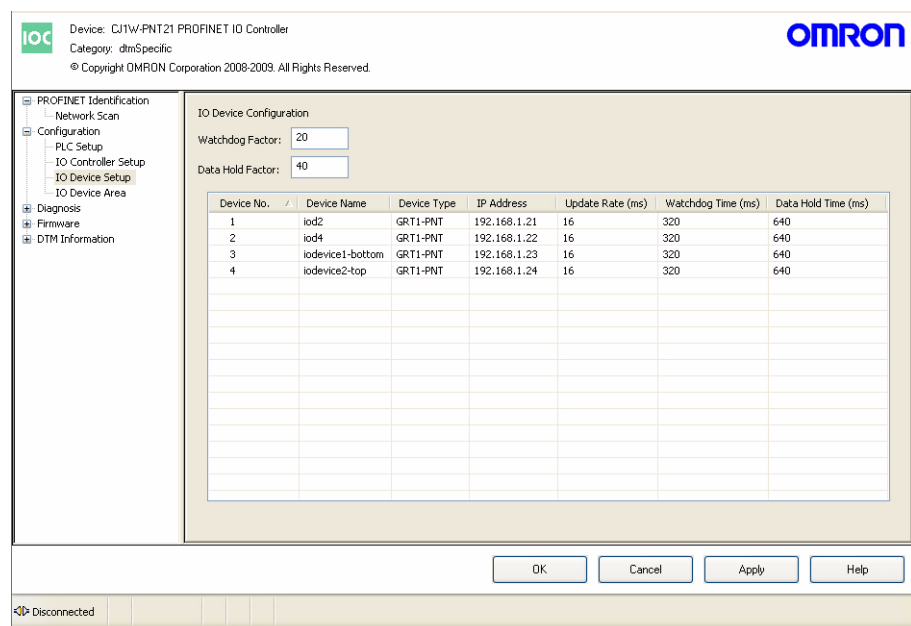 IOC
Device: CJ1W-PNT21 PROFINET IO Controller
Category: dtmSpecific
© Copyright OMRON Corporation 2008-2009. All Rights Reserved.
OMRON
PROFINET Identification
Network Scan
Configuration
PLC Setup
IO Controller Setup
IO Device Setup
IO Device Area
Diagnosis
Firmware
DTM Information
IO Device Configuration
Watchdog Factor: 20
Data Hold Factor: 40
Device No. Device Name Device Type IP Address Update Rate (ms) Watchdog Time (ms) Data Hold Time (ms)
1 iod2 GRT1-PNT 192.168.1.21 16 320 640
2 iod4 GRT1-PNT 192.168.1.22 16 320 640
3 iodevice1-bottom GRT1-PNT 192.168.1.23 16 320 640
4 iodevice2-top GRT1-PNT 192.168.1.24 16 320 640
OK Cancel Apply Help
Disconnected